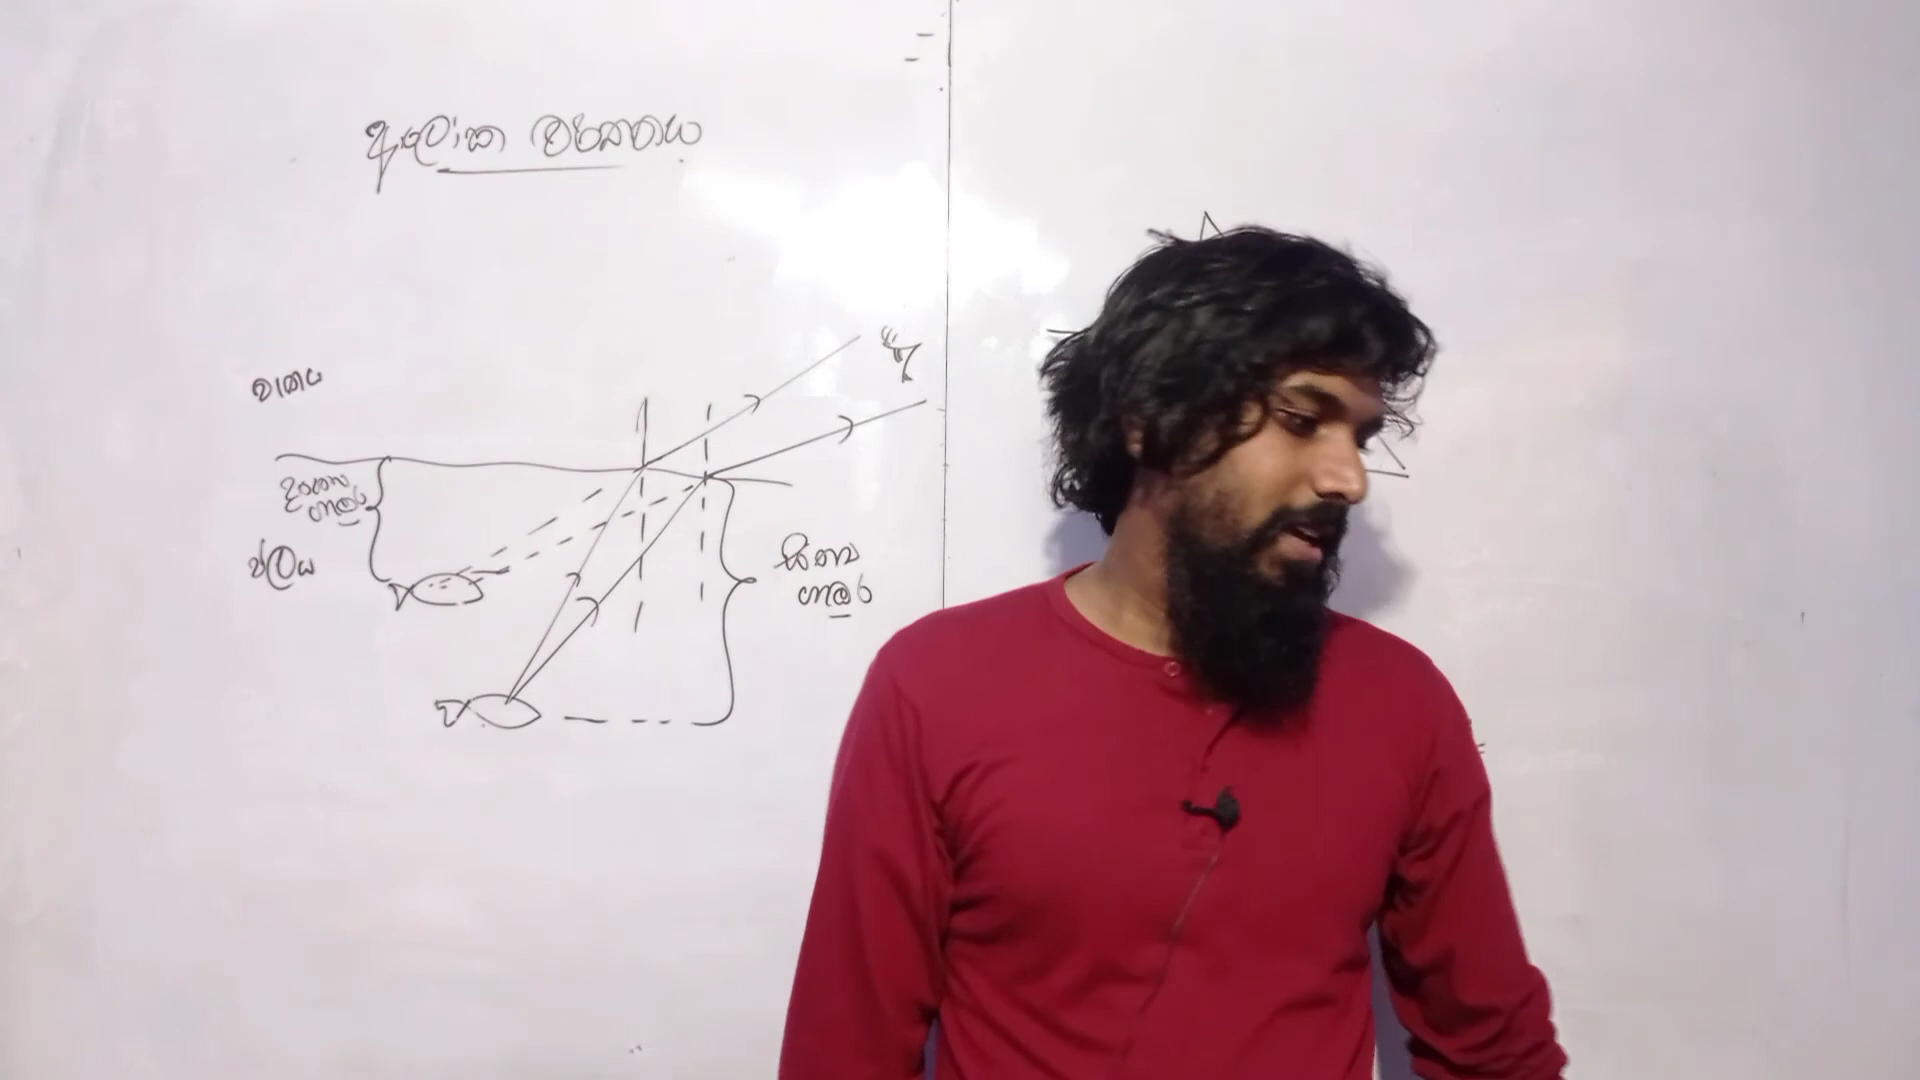 ආලෝක වර්තනය
වාතය
දෘශ්‍ය
ගැඹුර
ජලය
සත්‍ය
ගැඹුර